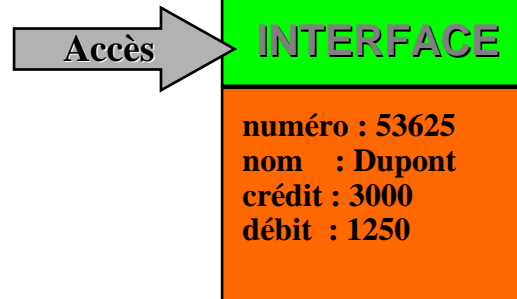 Accès
INTERFACE
numéro : 53625
nom : Dupont
crédit : 3000
débit : 1250